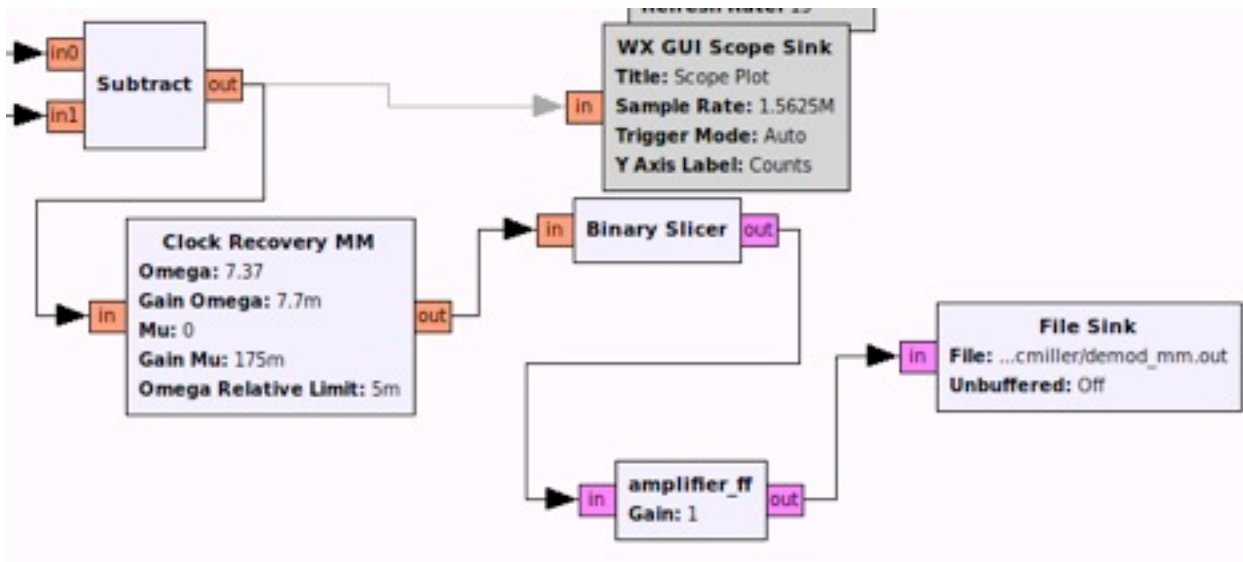 Refresh Rate: 15
in0
Subtract
out
in1
WX GUI Scope Sink
Title: Scope Plot
in
Sample Rate: 1.5625M
Trigger Mode: Auto
Y Axis Label: Counts
in
Binary Slicer
out
Clock Recovery MM
Omega: 7.37
Gain Omega: 7.7m
in
out
Mu: 0
Gain Mu: 175m
Omega Relative Limit: 5m
File Sink
in
File: ...cmiller/demod_mm.out
Unbuffered: Off
amplifier_ff
in
out
Gain: 1